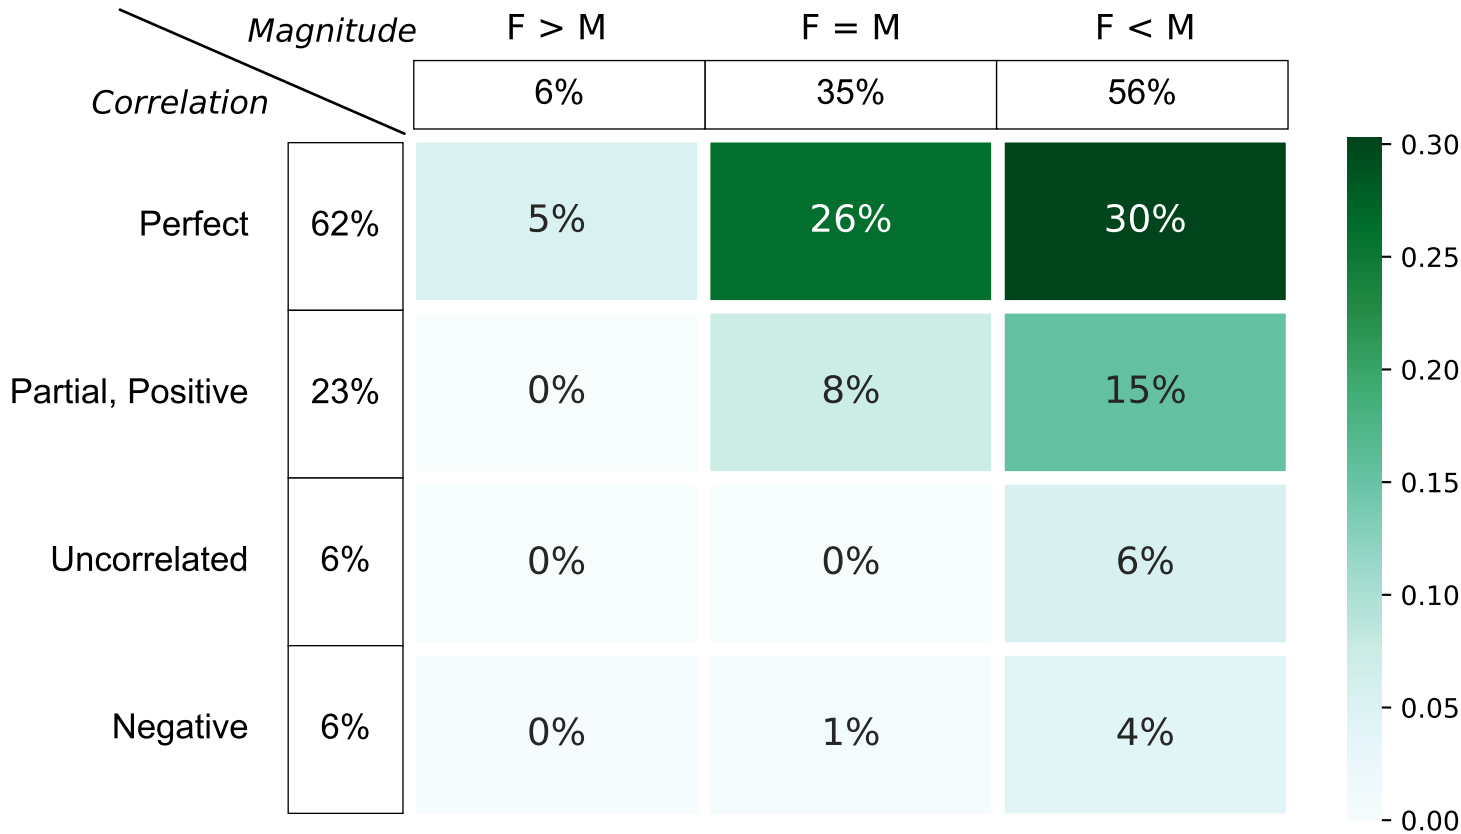 Magnitude F > M F = M F < M
Correlation 6% 35% 56%
Perfect 62% 5% 26% 30%
Partial, Positive 23% 0% 8% 15%
Uncorrelated 6% 0% 0% 6%
Negative 6% 0% 1% 4%
0.30
0.25
0.20
0.15
0.10
0.05
0.00